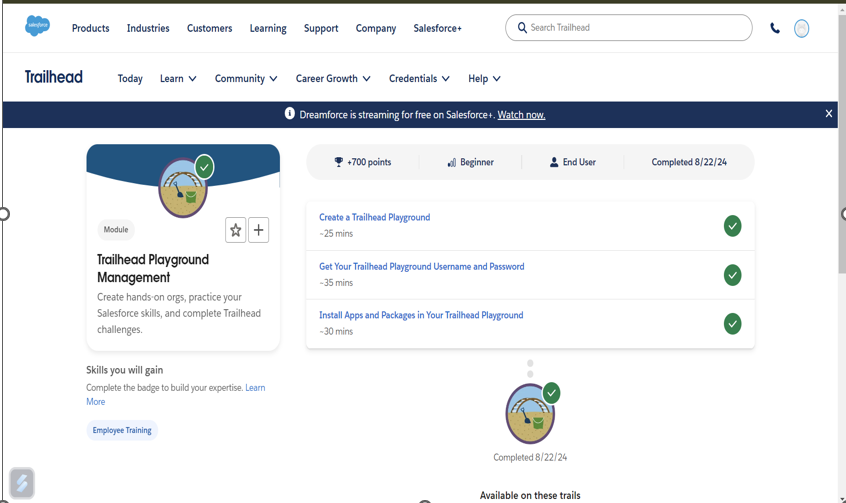 salesforce
Products Industries Customers Learning Support Company Salesforce+
Search Trailhead
Trailhead
Today Learn Community Career Growth Credentials Help
Dreamforce is streaming for free on Salesforce+. Watch now.
X
Module
Trailhead Playground
Management
Create hands-on orgs, practice your
Salesforce skills, and complete Trailhead
challenges.
Skills you will gain
Complete the badge to build your expertise. Learn
More
Employee Training
+700 points Beginner End User Completed 8/22/24
Create a Trailhead Playground
~25 mins
Get Your Trailhead Playground Username and Password
~35 mins
Install Apps and Packages in Your Trailhead Playground
~30 mins
Completed 8/22/24
Available on these trails